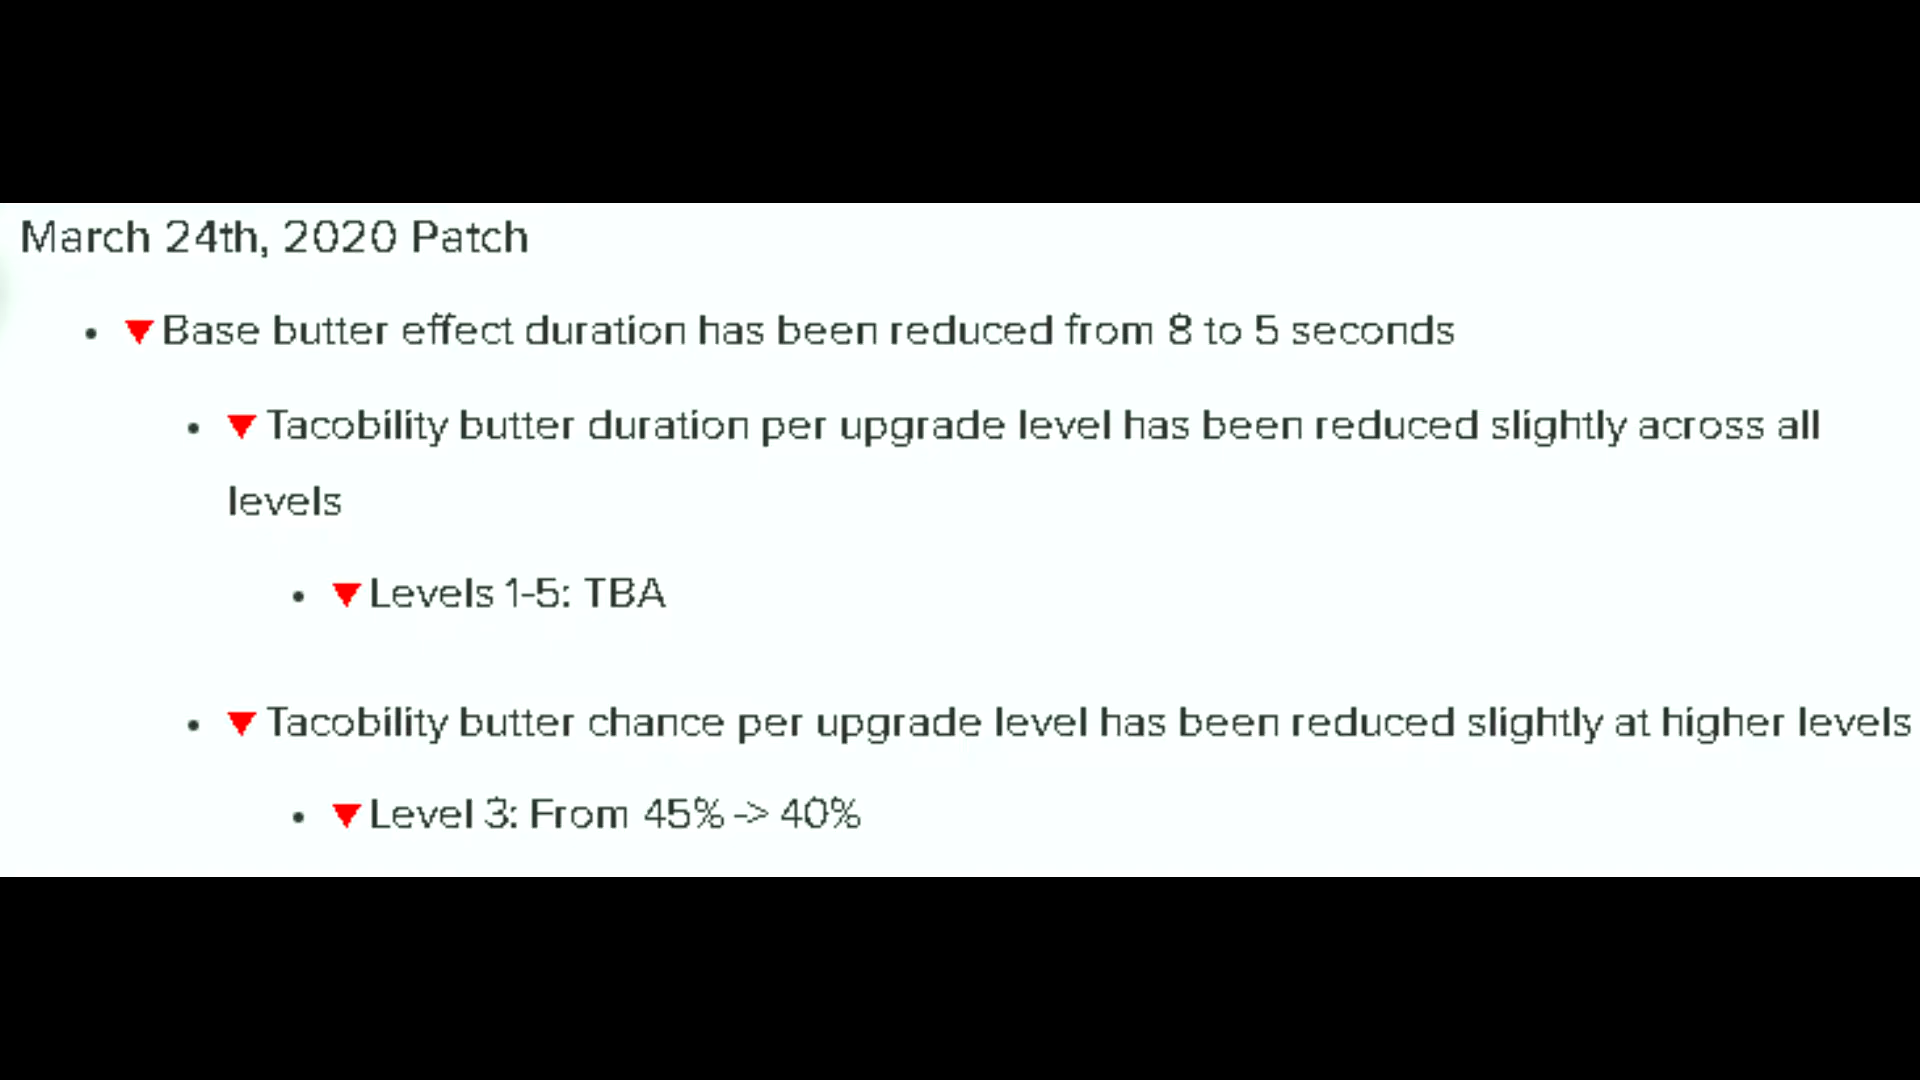 March 24th, 2020 Patch
• ▼ Base butter effect duration has been reduced from 8 to 5 seconds
• ▼ Tacobility butter duration per upgrade level has been reduced slightly across all
levels
• ▼ Levels 1-5: TBA
• ▼ Tacobility butter chance per upgrade level has been reduced slightly at higher levels
• ▼ Level 3: From 45% -> 40%